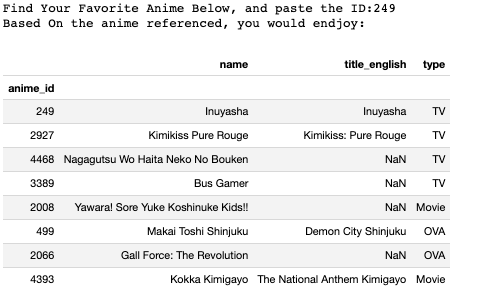 Find Your Favorite Anime Below, and paste the ID:249
Based On the anime referenced, you would endjoy:
name title_english type
anime_id
249 Inuyasha Inuyasha TV
2927 Kimikiss Pure Rouge Kimikiss: Pure Rouge TV
4468 Nagagutsu Wo Haita Neko No Bouken NaN TV
3389 Bus Gamer NaN TV
2008 Yawara! Sore Yuke Koshinuke Kids!! NaN Movie
499 Makai Toshi Shinjuku Demon City Shinjuku OVA
2066 Gall Force: The Revolution NaN OVA
4393 Kokka Kimigayo The National Anthem Kimigayo Movie